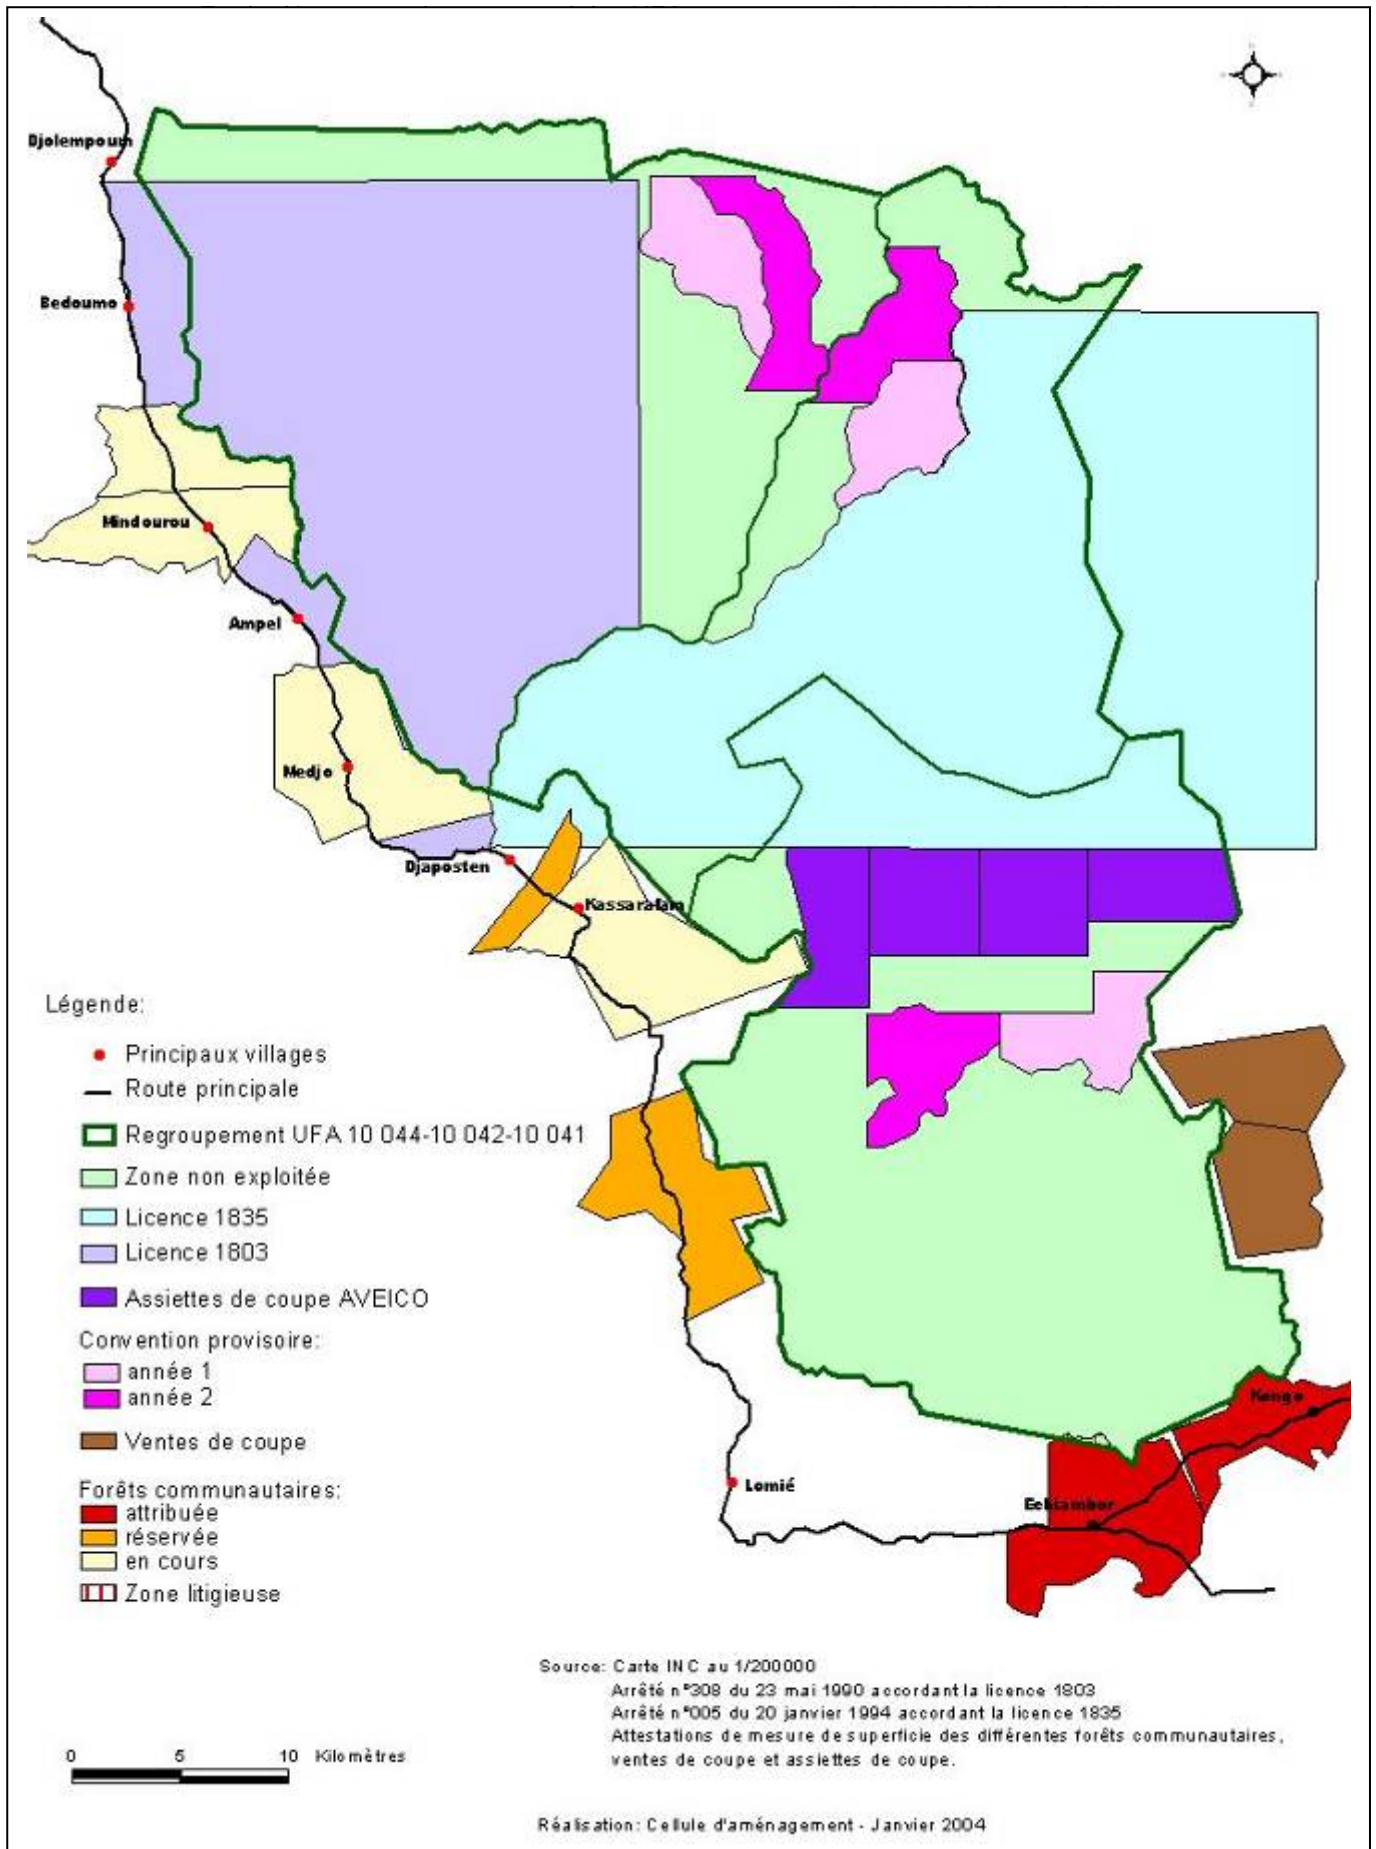 Djolempoum
Bedoumo
Mindourou
Ampel
Medjo
Djaposten
Kassarafam
Légende:
Principaux villages
Route principale
Regroupement UFA 10 044-10 042-10 041
Zone non exploitée
Licence 1835
Licence 1803
Assiettes de coupe AVEICO
Convention provisoire:
année 1
année 2
Ventes de coupe
Forêts communautaires:
attribuée
réservée
en cours
Zone litigieuse
Kongo
Lomié
Source: Carte INC au 1/200000
Arrêté n°308 du 23 mai 1990 accordant la licence 1803
Arrêté n°005 du 20 janvier 1994 accordant la licence 1835
Attestations de mesure de superficie des différentes forêts communautaires,
ventes de coupe et assiettes de coupe.
0 5 10 Kilomètres
Réalisation: Cellule d'aménagement - Janvier 2004